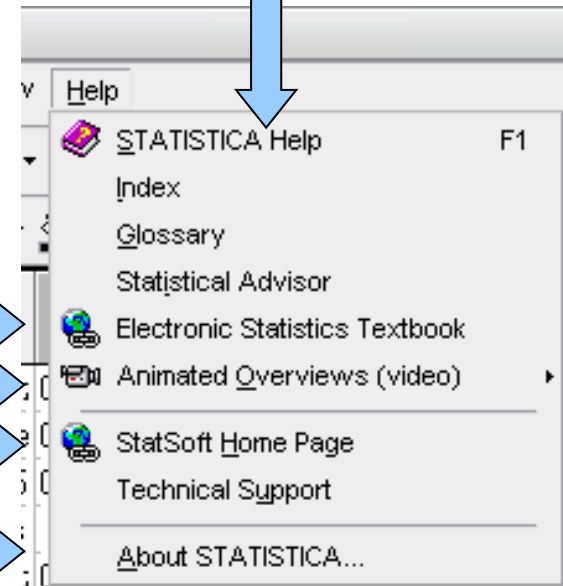 Help
STATISTICA Help F1
Index
Glossary
Statistical Advisor
Electronic Statistics Textbook
Animated Overviews (video)
StatSoft Home Page
Technical Support
About STATISTICA...